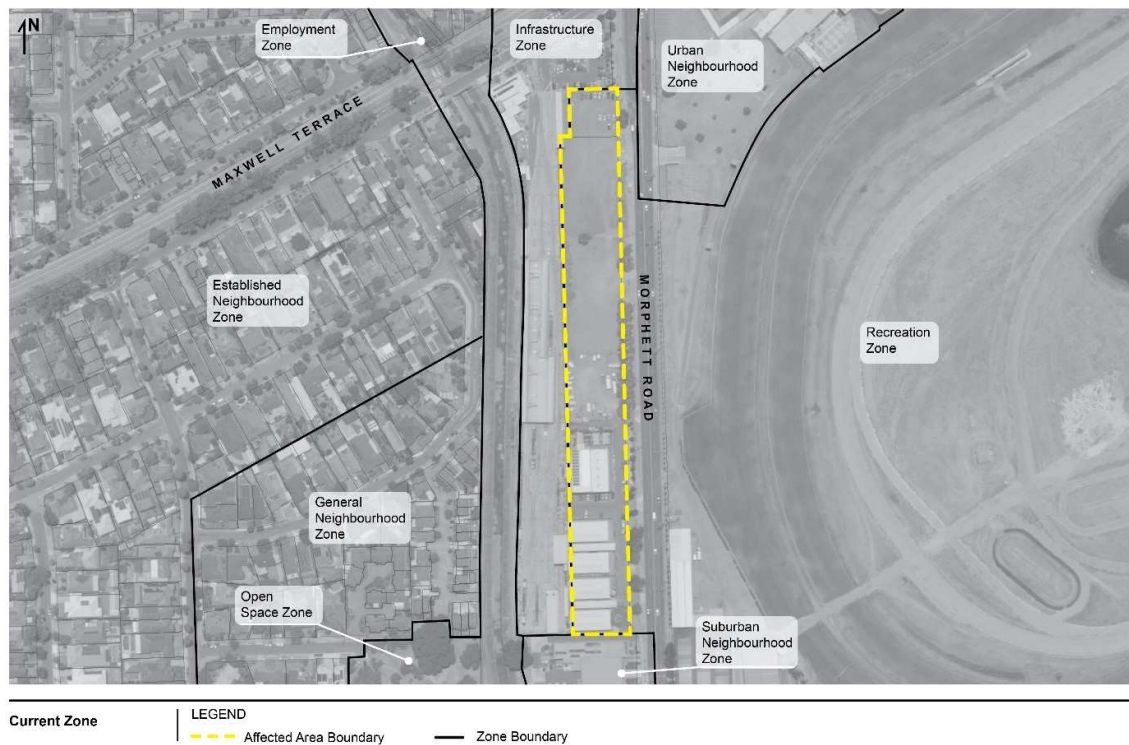 N
Employment
Zone
Infrastructure
Zone
Urban
Neighbourhood
Zone
MAXWELL TERRACE
Established
Neighbourhood
Zone
MORPHETT ROAD
Recreation
Zone
General
Neighbourhood
Zone
Open
Space Zone
Suburban
Neighbourhood
Zone
Current Zone
LEGEND
Affected Area Boundary
Zone Boundary